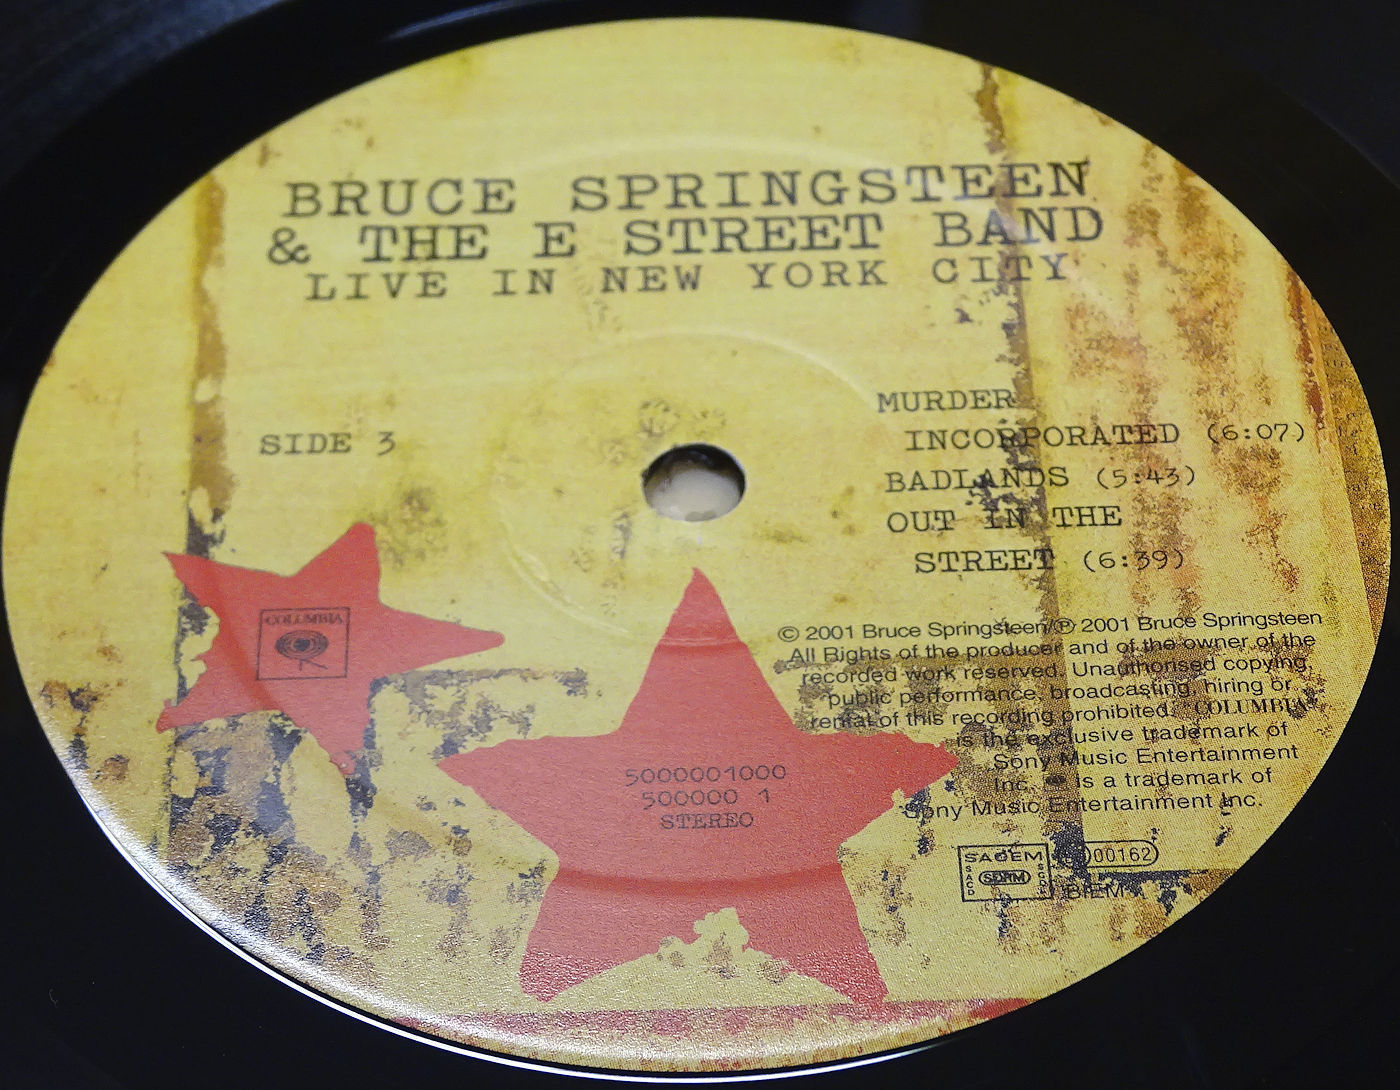 BRUCE SPRINGSTEEN
& THE E STREET BAND
LIVE IN NEW YORK CITY
SIDE 3
MURDER
INCORPORATED (6:07)
BADLANDS (5:43)
OUT IN THE
STREET (6:39)
COLUMBIA
© 2001 Bruce Springsteen/℗ 2001 Bruce Springsteen
All Rights of the producer and of the owner of the
recorded work reserved. Unauthorised copying,
public performance, broadcasting, hiring or
rental of this recording prohibited. "COLUMBIA"
is the exclusive trademark of
Sony Music Entertainment
Inc. is a trademark of
Sony Music Entertainment Inc.
5000001000
500000 1
STEREO
SACEM
SACD SDRM SGDL
00162
BIEM